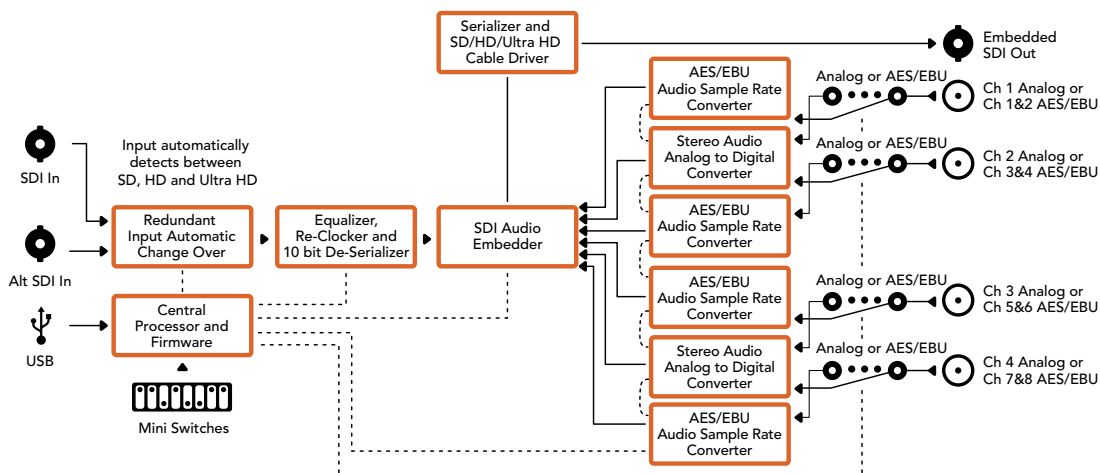 Serializer and
SD/HD/Ultra HD
Cable Driver
Embedded
SDI Out
AES/EBU
Audio Sample Rate
Converter
Analog or AES/EBU
Ch 1 Analog or
Ch 1&2 AES/EBU
SDI In
Input automatically
detects between
SD, HD and Ultra HD
Stereo Audio
Analog to Digital
Converter
Analog or AES/EBU
Ch 2 Analog or
Ch 3&4 AES/EBU
Alt SDI In
Redundant
Input Automatic
Change Over
Equalizer,
Re-Clocker and
10 bit De-Serializer
SDI Audio
Embedder
AES/EBU
Audio Sample Rate
Converter
USB
Central
Processor and
Firmware
AES/EBU
Audio Sample Rate
Converter
Analog or AES/EBU
Ch 3 Analog or
Ch 5&6 AES/EBU
Mini Switches
Stereo Audio
Analog to Digital
Converter
Analog or AES/EBU
Ch 4 Analog or
Ch 7&8 AES/EBU
AES/EBU
Audio Sample Rate
Converter